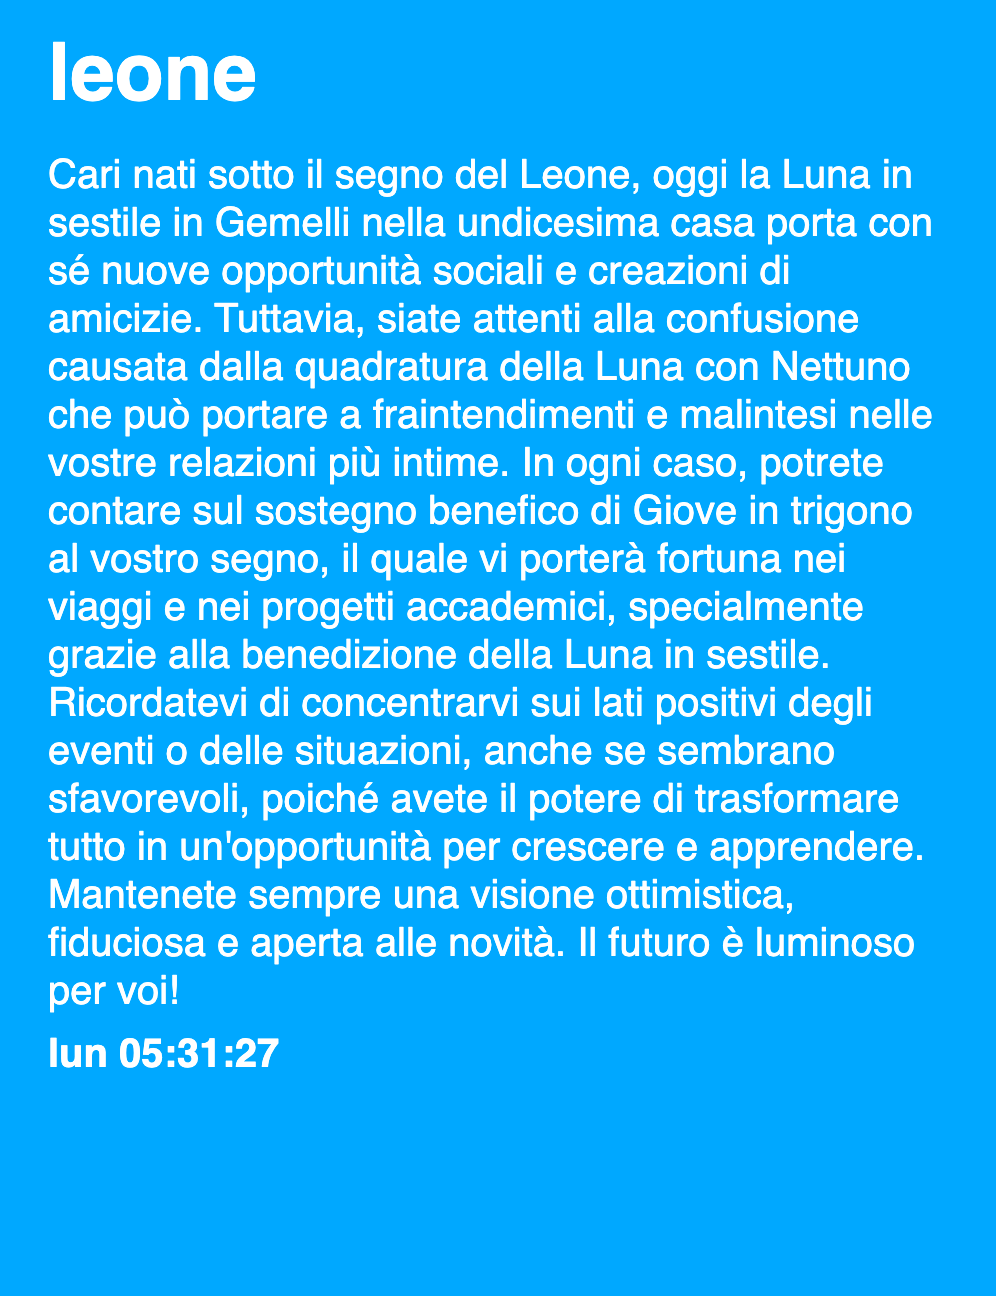 leone
Cari nati sotto il segno del Leone, oggi la Luna in
sestile in Gemelli nella undicesima casa porta con
sé nuove opportunità sociali e creazioni di
amicizie. Tuttavia, siate attenti alla confusione
causata dalla quadratura della Luna con Nettuno
che può portare a fraintendimenti e malintesi nelle
vostre relazioni più intime. In ogni caso, potrete
contare sul sostegno benefico di Giove in trigono
al vostro segno, il quale vi porterà fortuna nei
viaggi e nei progetti accademici, specialmente
grazie alla benedizione della Luna in sestile.
Ricordatevi di concentrarvi sui lati positivi degli
eventi o delle situazioni, anche se sembrano
sfavorevoli, poiché avete il potere di trasformare
tutto in un'opportunità per crescere e apprendere.
Mantenete sempre una visione ottimistica,
fiduciosa e aperta alle novità. Il futuro è luminoso
per voi!
lun 05:31:27